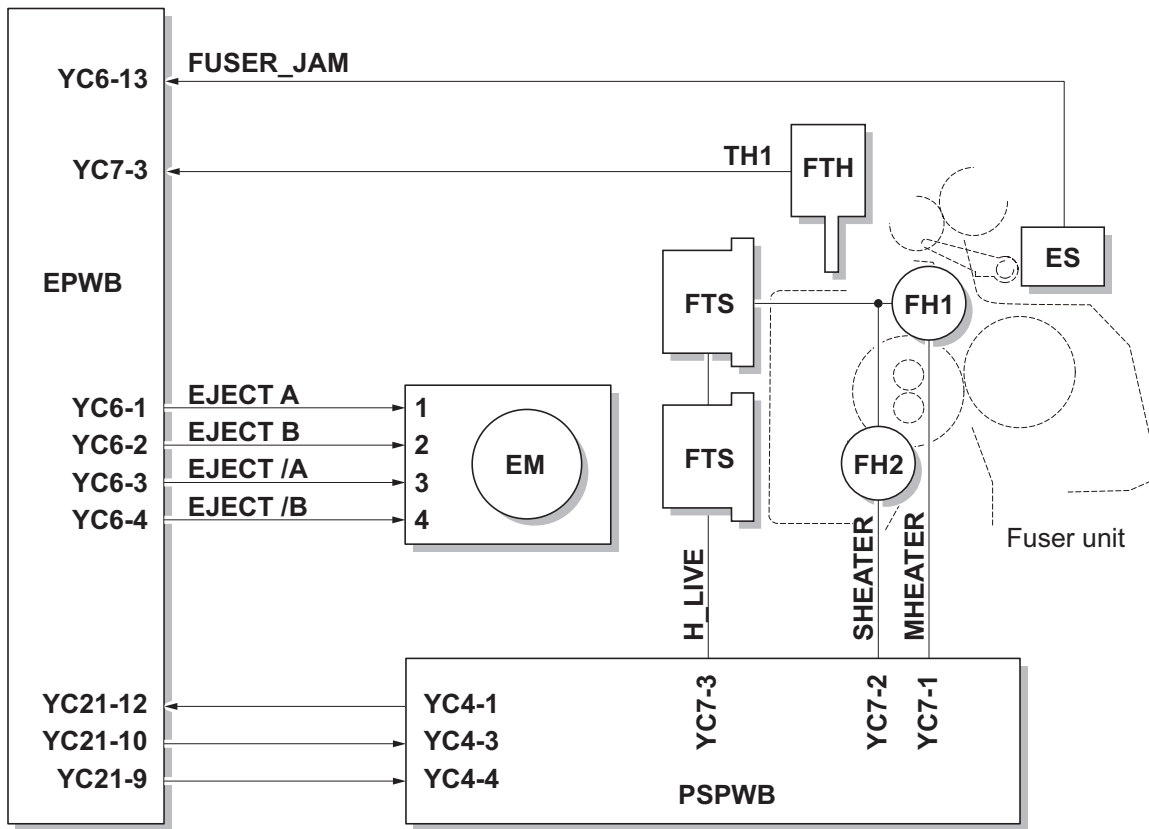 YC6-13
FUSER_JAM
YC7-3
TH1
FTH
EPWB
FTS
FH1
ES
YC6-1
EJECT A
1
YC6-2
EJECT B
2
YC6-3
EJECT /A
3
YC6-4
EJECT /B
4
EM
FTS
FH2
Fuser unit
H_LIVE
SHEATER
MHEATER
YC21-12
YC4-1
YC21-10
YC4-3
YC21-9
YC4-4
YC7-3
YC7-2
YC7-1
PSPWB